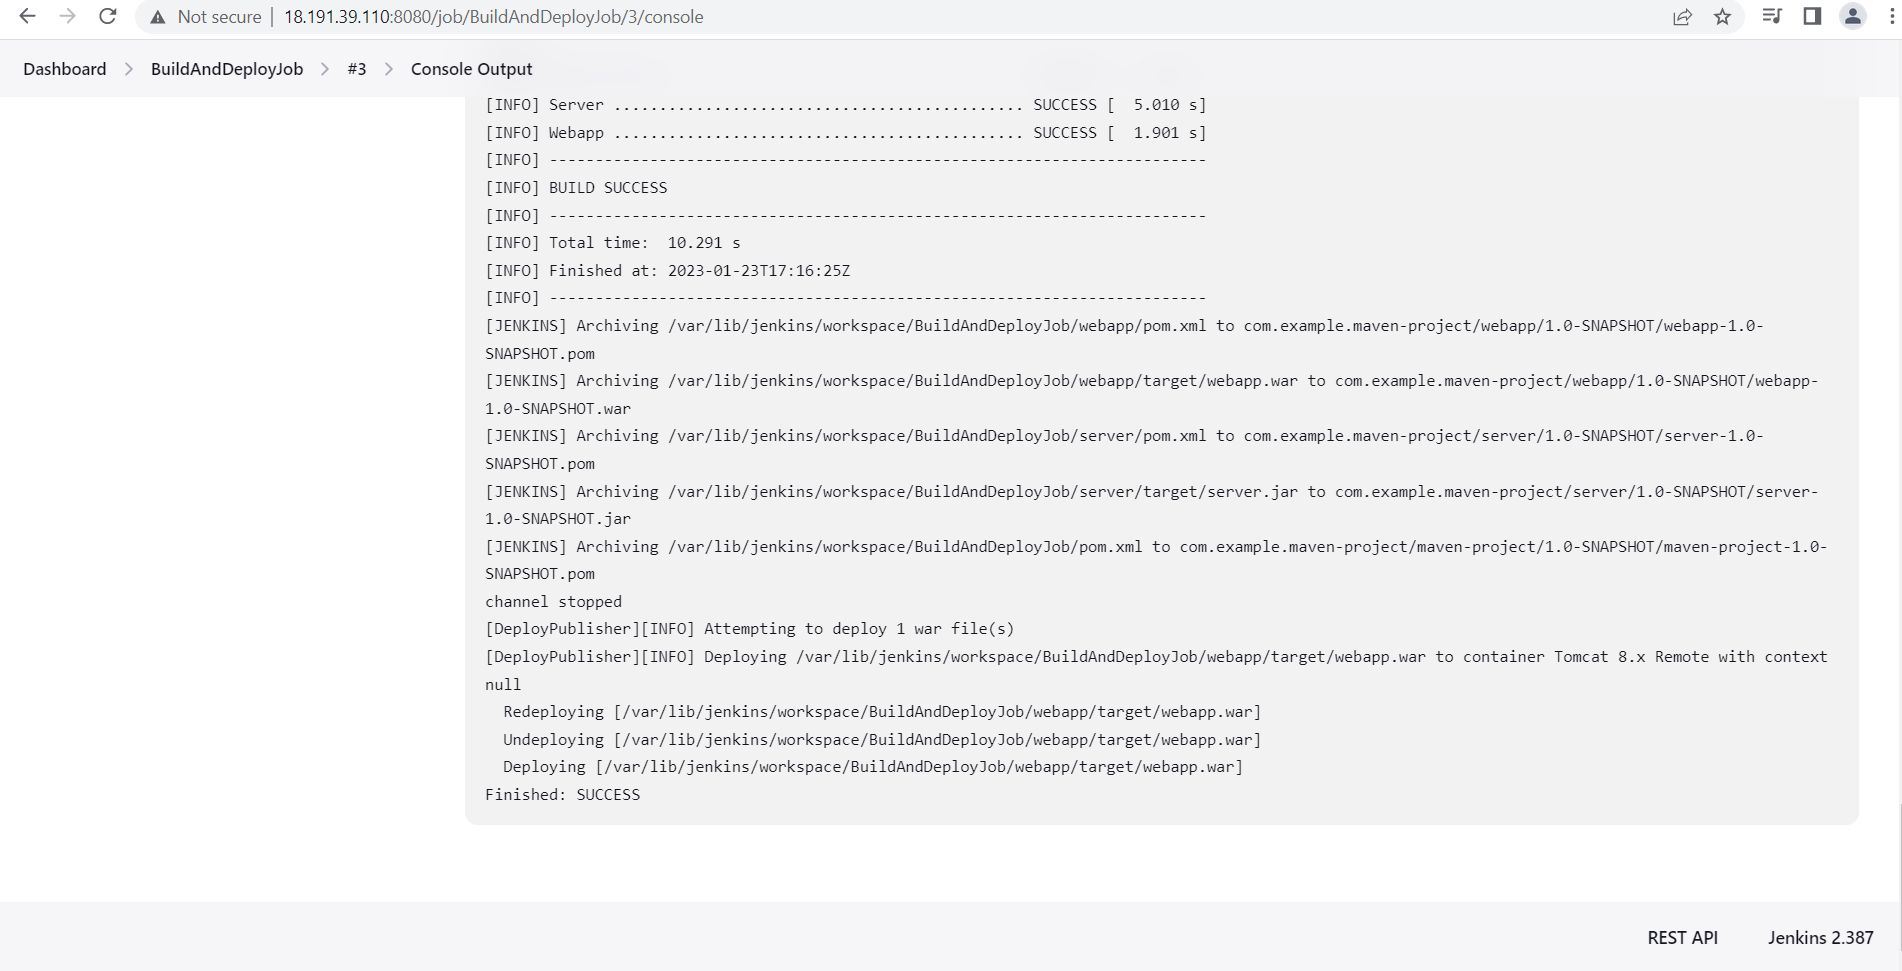 Not secure | 18.191.39.110:8080/job/BuildAndDeployJob/3/console
Dashboard > BuildAndDeployJob > #3 > Console Output
[INFO] Server ............................................. SUCCESS [  5.010 s]
[INFO] Webapp ............................................. SUCCESS [  1.901 s]
[INFO] ------------------------------------------------------------------------
[INFO] BUILD SUCCESS
[INFO] ------------------------------------------------------------------------
[INFO] Total time:  10.291 s
[INFO] Finished at: 2023-01-23T17:16:25Z
[INFO] ------------------------------------------------------------------------
[JENKINS] Archiving /var/lib/jenkins/workspace/BuildAndDeployJob/webapp/pom.xml to com.example.maven-project/webapp/1.0-SNAPSHOT/webapp-1.0-
SNAPSHOT.pom
[JENKINS] Archiving /var/lib/jenkins/workspace/BuildAndDeployJob/webapp/target/webapp.war to com.example.maven-project/webapp/1.0-SNAPSHOT/webapp-
1.0-SNAPSHOT.war
[JENKINS] Archiving /var/lib/jenkins/workspace/BuildAndDeployJob/server/pom.xml to com.example.maven-project/server/1.0-SNAPSHOT/server-1.0-
SNAPSHOT.pom
[JENKINS] Archiving /var/lib/jenkins/workspace/BuildAndDeployJob/server/target/server.jar to com.example.maven-project/server/1.0-SNAPSHOT/server-
1.0-SNAPSHOT.jar
[JENKINS] Archiving /var/lib/jenkins/workspace/BuildAndDeployJob/pom.xml to com.example.maven-project/maven-project/1.0-SNAPSHOT/maven-project-1.0-
SNAPSHOT.pom
channel stopped
[DeployPublisher][INFO] Attempting to deploy 1 war file(s)
[DeployPublisher][INFO] Deploying /var/lib/jenkins/workspace/BuildAndDeployJob/webapp/target/webapp.war to container Tomcat 8.x Remote with context
null
  Redeploying [/var/lib/jenkins/workspace/BuildAndDeployJob/webapp/target/webapp.war]
  Undeploying [/var/lib/jenkins/workspace/BuildAndDeployJob/webapp/target/webapp.war]
  Deploying [/var/lib/jenkins/workspace/BuildAndDeployJob/webapp/target/webapp.war]
Finished: SUCCESS
REST API Jenkins 2.387